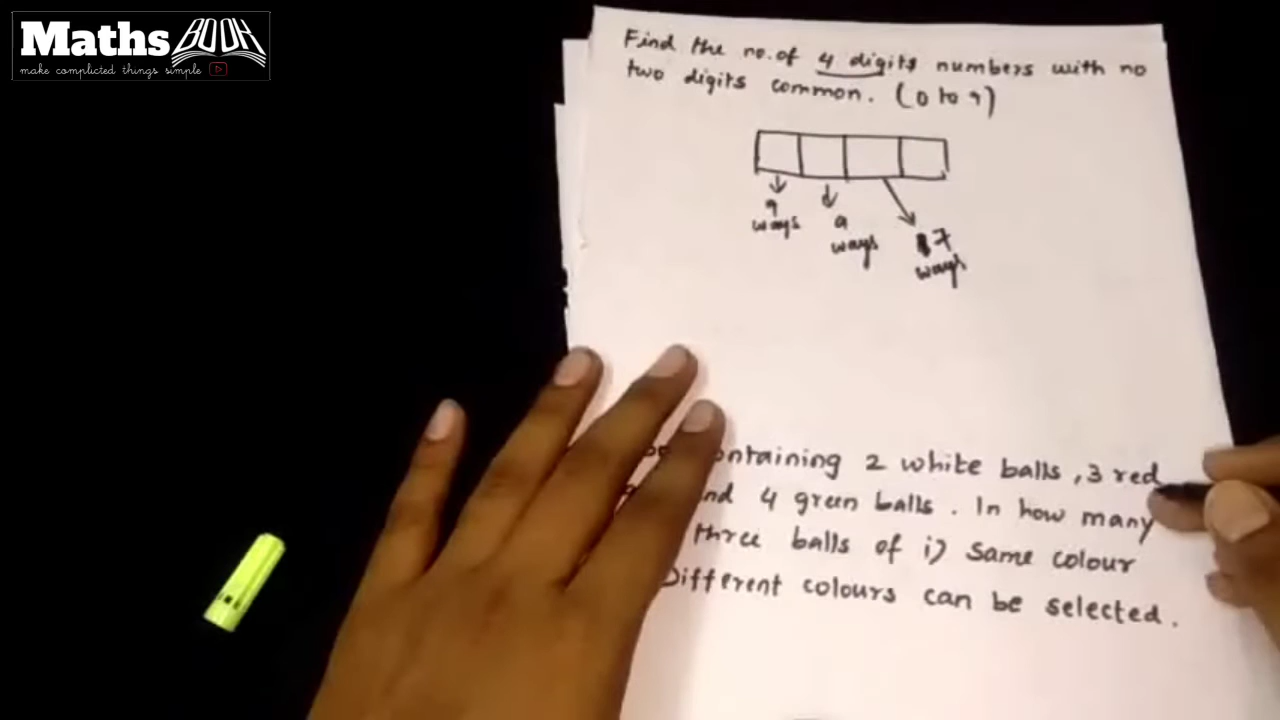 Maths BOOK
make complicted things simple
Find the no. of 4 digits numbers with no
two digits common. (0 to 9)
9 ways
9 ways
7 ways
ontaining 2 white balls, 3 red
nd 4 green balls. In how many
three balls of i) Same colour
Different colours can be selected.